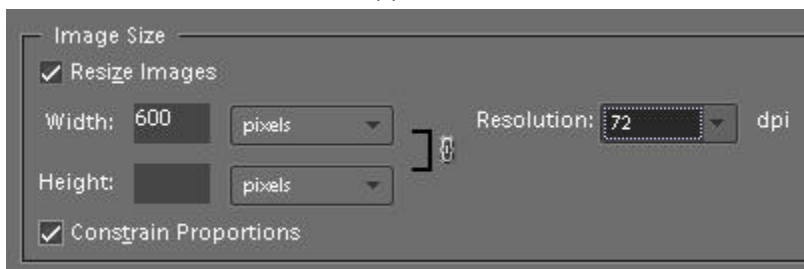 Image Size
Resize Images
Width: 600 pixels Resolution: 72 dpi
Height: pixels
Constrain Proportions